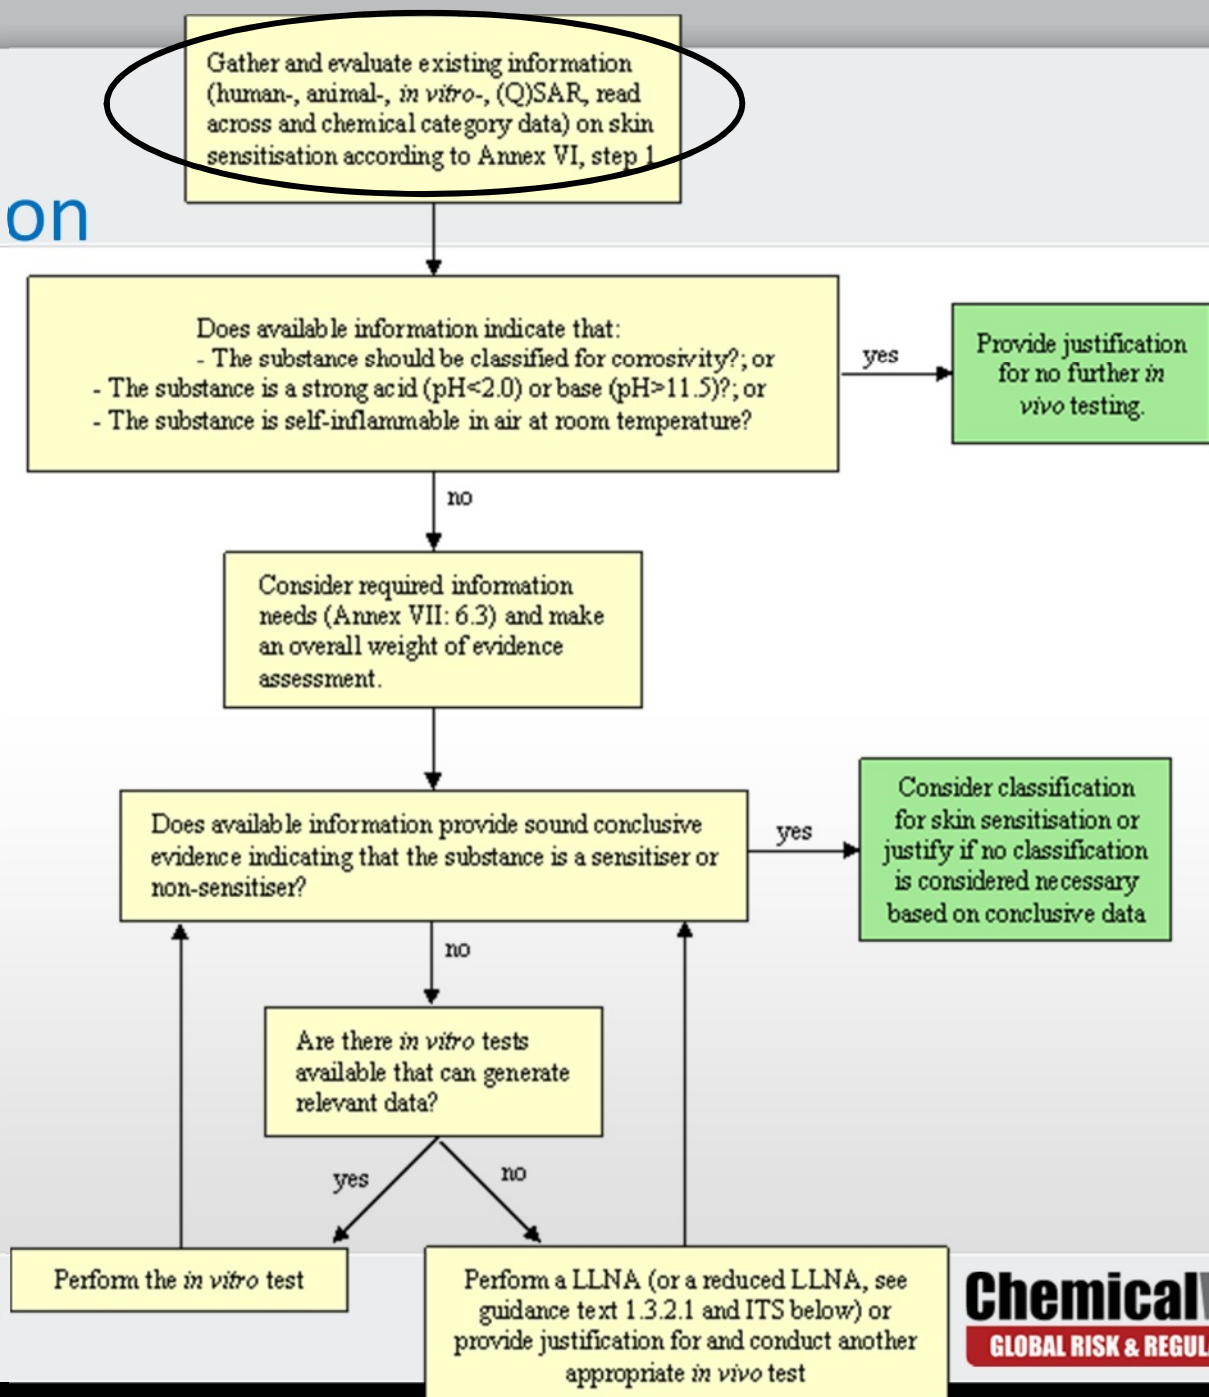 Gather and evaluate existing information
(human-, animal-, in vitro-, (Q)SAR, read
across and chemical category data) on skin
sensitisation according to Annex VI, step 1
on
Does available information indicate that:
- The substance should be classified for corrosivity?; or
- The substance is a strong acid (pH<2.0) or base (pH>11.5)?; or
- The substance is self-inflammable in air at room temperature?
yes
Provide justification
for no further in
vivo testing.
no
Consider required information
needs (Annex VII: 6.3) and make
an overall weight of evidence
assessment.
Does available information provide sound conclusive
evidence indicating that the substance is a sensitiser or
non-sensitiser?
yes
Consider classification
for skin sensitisation or
justify if no classification
is considered necessary
based on conclusive data
no
Are there in vitro tests
available that can generate
relevant data?
yes
no
Perform the in vitro test
Perform a LLNA (or a reduced LLNA, see
guidance text 1.3.2.1 and ITS below) or
provide justification for and conduct another
appropriate in vivo test
Chemical
GLOBAL RISK & REGUL